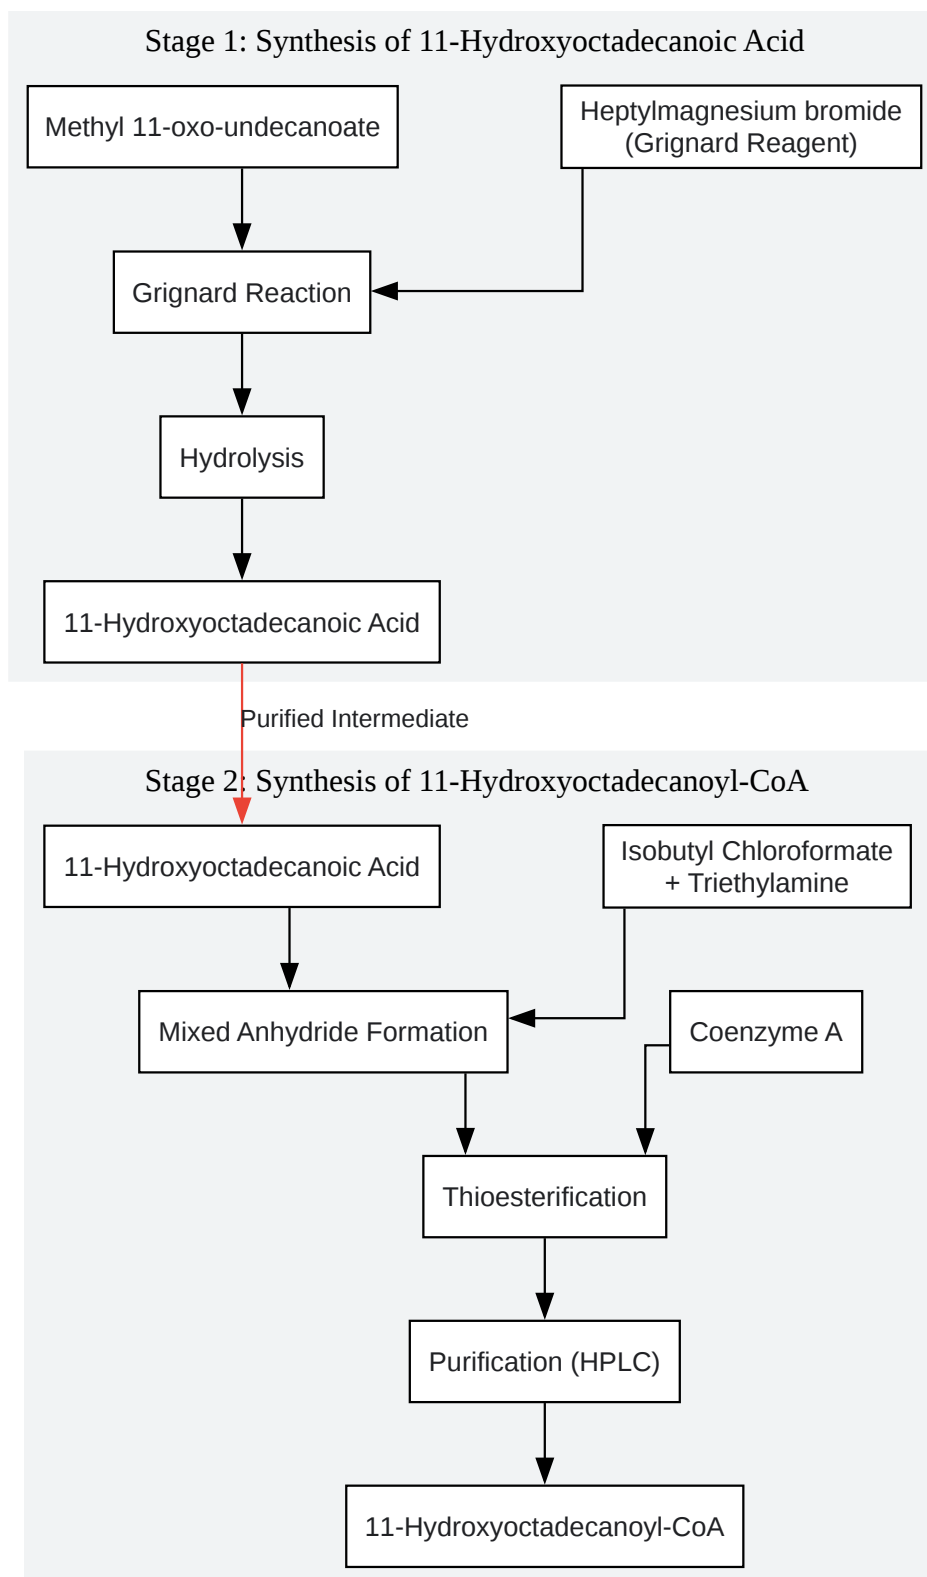 Stage 1: Synthesis of 11-Hydroxyoctadecanoic Acid
Methyl 11-oxo-undecanoate
Heptylmagnesium bromide
(Grignard Reagent)
Grignard Reaction
Hydrolysis
11-Hydroxyoctadecanoic Acid
Purified Intermediate
Stage 2: Synthesis of 11-Hydroxyoctadecanoyl-CoA
11-Hydroxyoctadecanoic Acid
Isobutyl Chloroformate
+ Triethylamine
Mixed Anhydride Formation
Coenzyme A
Thioesterification
Purification (HPLC)
11-Hydroxyoctadecanoyl-CoA